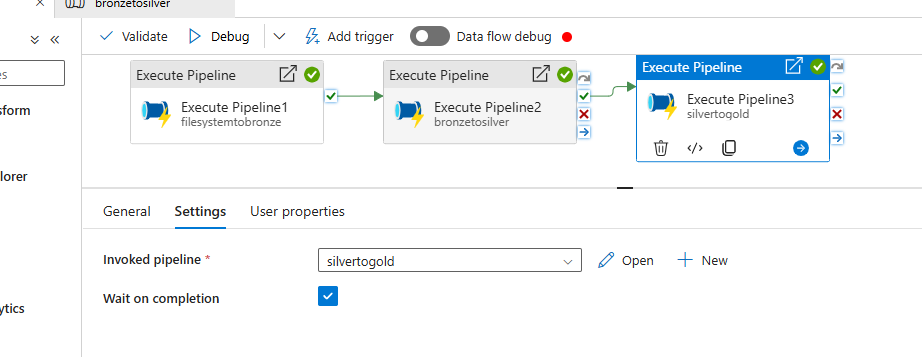 bronzetosilver
Validate
Debug
Add trigger
Data flow debug
es
sform
plorer
ytics
Execute Pipeline
Execute Pipeline1
filesystemtobronze
Execute Pipeline
Execute Pipeline2
bronzetosilver
Execute Pipeline
Execute Pipeline3
silvertogold
General
Settings
User properties
Invoked pipeline *
silvertogold
Open
New
Wait on completion